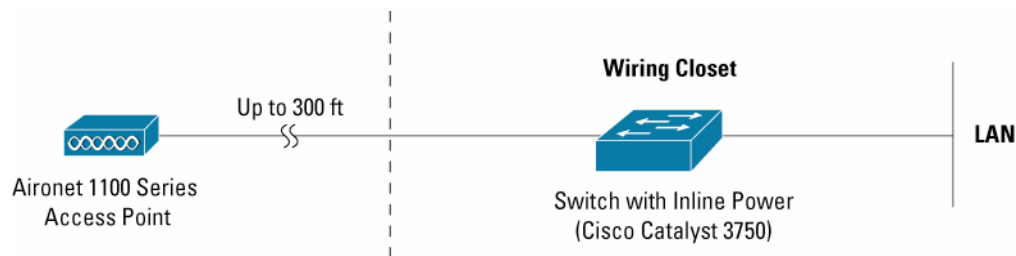 Wiring Closet
Up to 300 ft
LAN
Aironet 1100 Series
Access Point
Switch with Inline Power
(Cisco Catalyst 3750)